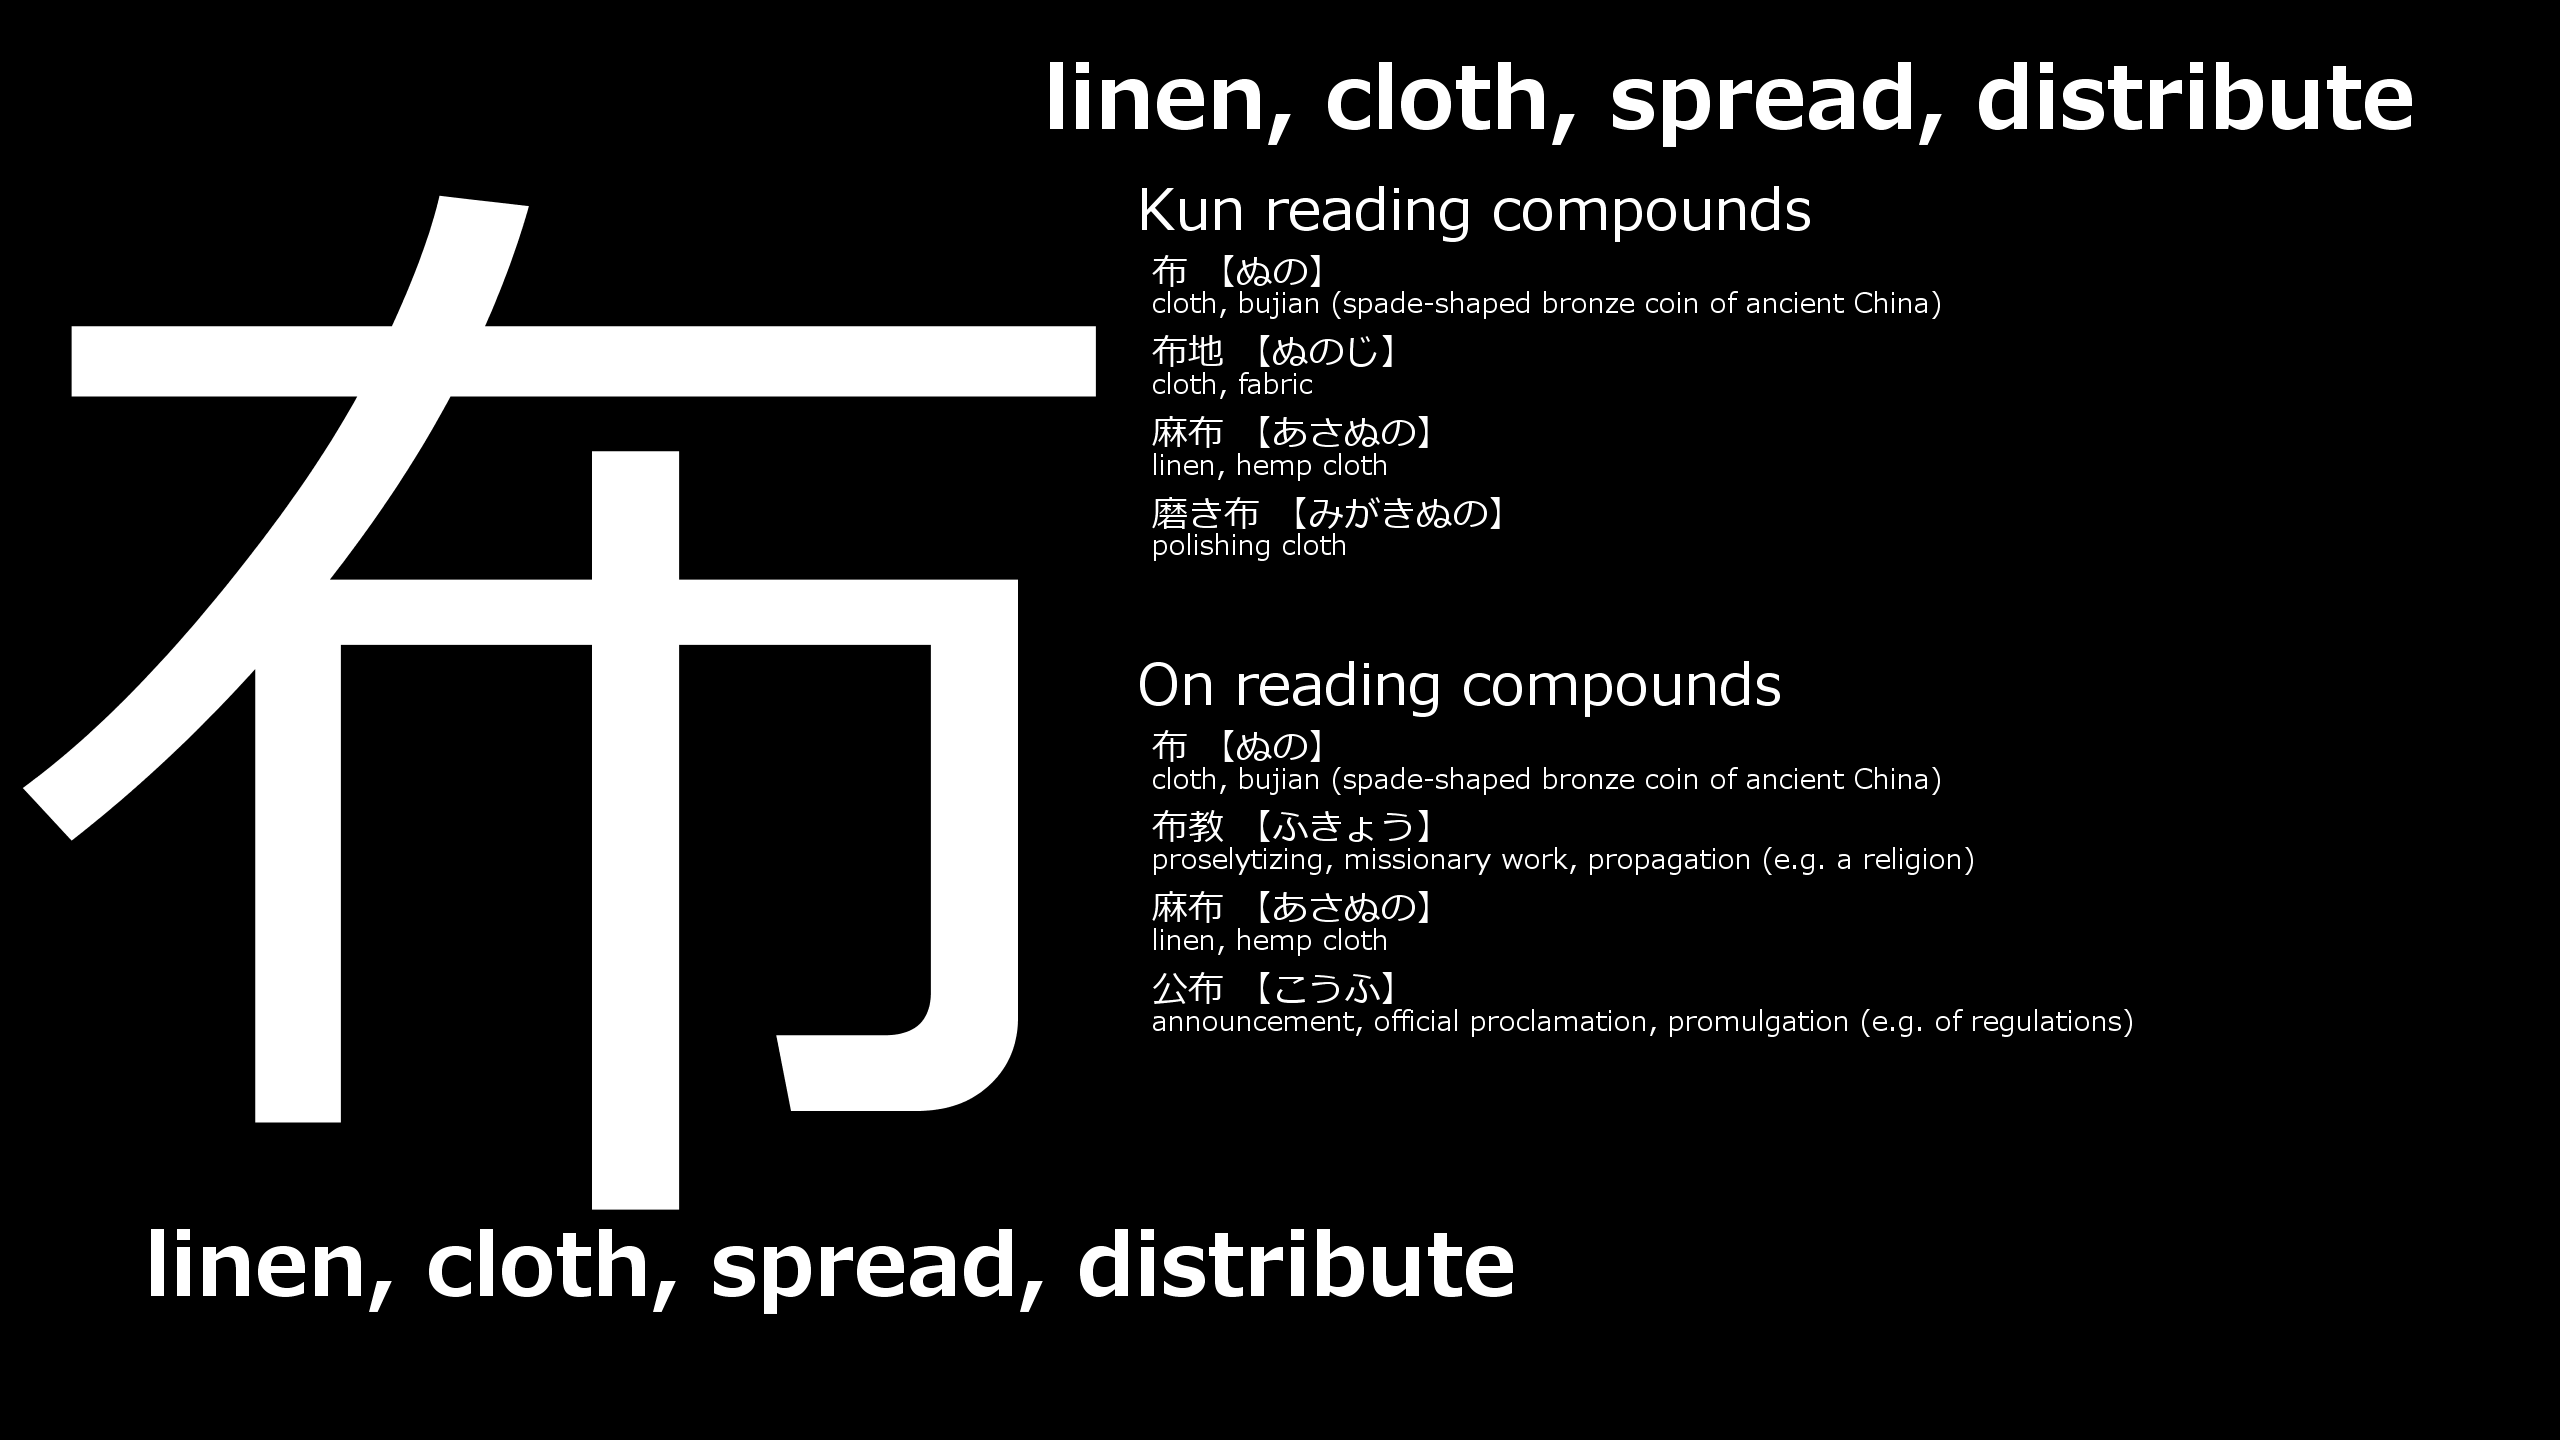 linen, cloth, spread, distribute
布
Kun reading compounds
布 【ぬの】
cloth, bujian (spade-shaped bronze coin of ancient China)
布地 【ぬのじ】
cloth, fabric
麻布 【あさぬの】
linen, hemp cloth
磨き布 【みがきぬの】
polishing cloth
On reading compounds
布 【ぬの】
cloth, bujian (spade-shaped bronze coin of ancient China)
布教 【ふきょう】
proselytizing, missionary work, propagation (e.g. a religion)
麻布 【あさぬの】
linen, hemp cloth
公布 【こうふ】
announcement, official proclamation, promulgation (e.g. of regulations)
linen, cloth, spread, distribute